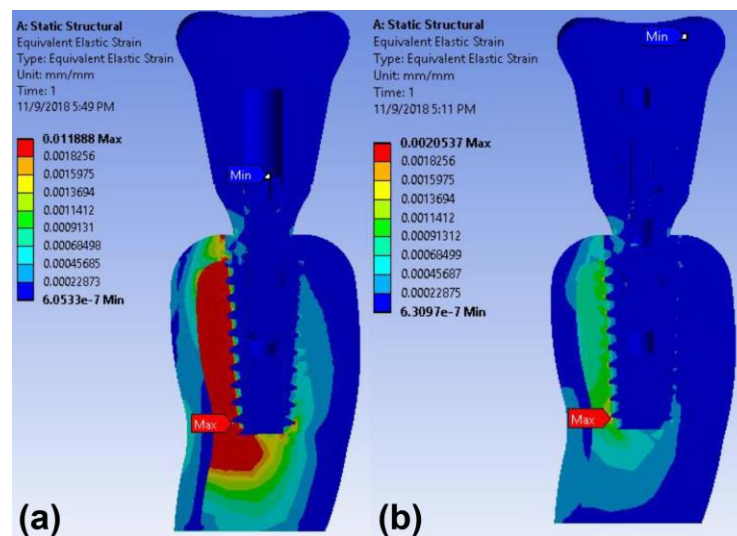 A: Static Structural
Equivalent Elastic Strain
Type: Equivalent Elastic Strain
Unit: mm/mm
Time: 1
11/9/2018 5:49 PM
0.011888 Max
0.0018256
0.0015975
0.0013694
0.0011412
0.0009131
0.00068498
0.00045685
0.00022873
6.0533e-7 Min
Min
Max
(a)
A: Static Structural
Equivalent Elastic Strain
Type: Equivalent Elastic Strain
Unit: mm/mm
Time: 1
11/9/2018 5:11 PM
0.0020537 Max
0.0018256
0.0015975
0.0013694
0.0011412
0.00091312
0.00068499
0.00045687
0.00022875
6.3097e-7 Min
Min
Max
(b)